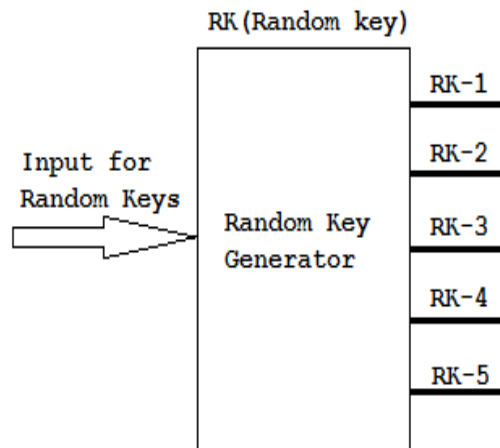 RK(Random key)
RK-1
RK-2
Input for
Random Keys
Random Key
Generator
RK-3
RK-4
RK-5